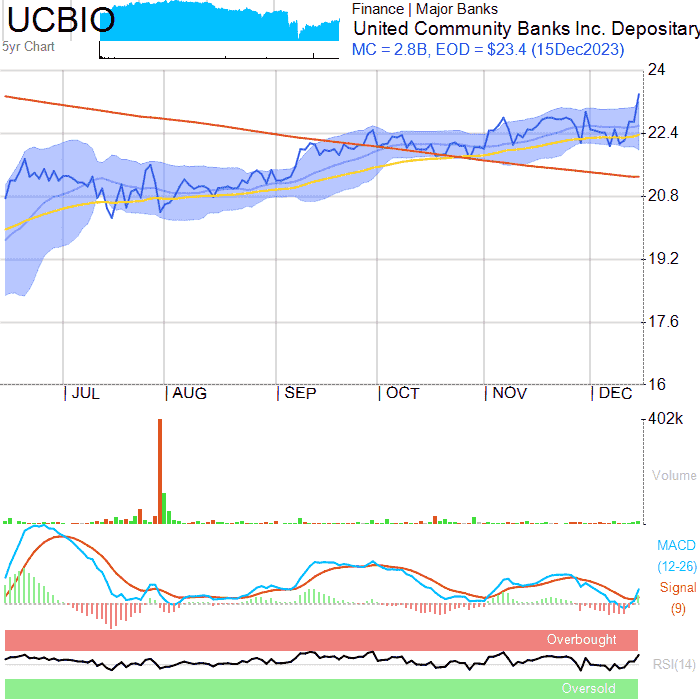 UCBIO
5yr Chart
Finance | Major Banks
United Community Banks Inc. Depositary
MC = 2.8B, EOD = $23.4 (15Dec2023)
24
22.4
20.8
19.2
17.6
16
JUL AUG SEP OCT NOV DEC
402k
Volume
MACD
(12-26)
Signal
(9)
Overbought
RSI(14)
Oversold